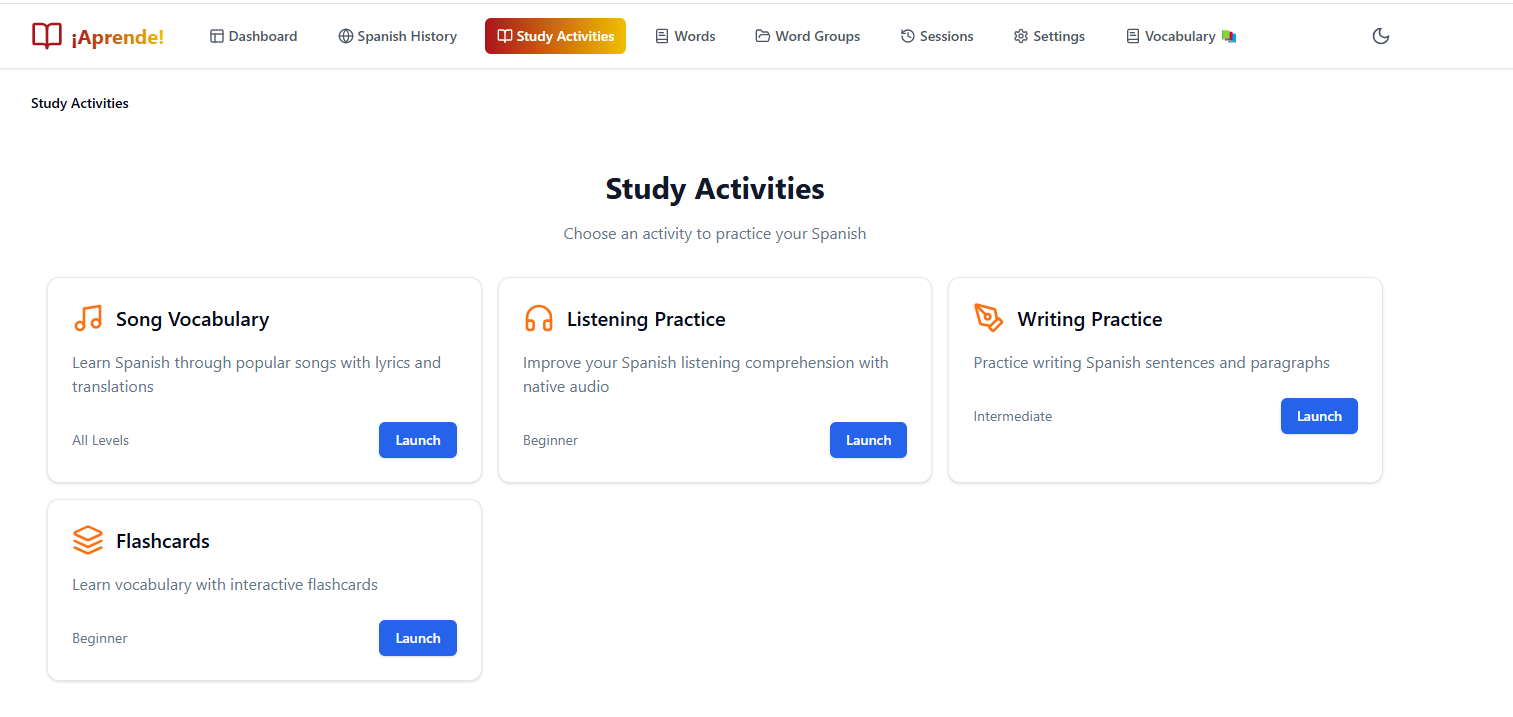 ¡Aprende!
Dashboard
Spanish History
Study Activities
Words
Word Groups
Sessions
Settings
Vocabulary
Study Activities
Study Activities
Choose an activity to practice your Spanish
Song Vocabulary
Learn Spanish through popular songs with lyrics and
translations
All Levels
Launch
Listening Practice
Improve your Spanish listening comprehension with
native audio
Beginner
Launch
Writing Practice
Practice writing Spanish sentences and paragraphs
Intermediate
Launch
Flashcards
Learn vocabulary with interactive flashcards
Beginner
Launch